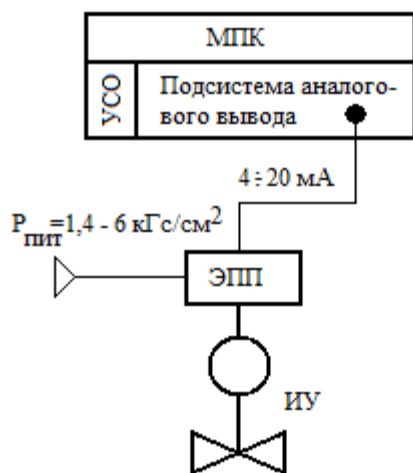 МПК
УСО
Подсистема аналого-
вого вывода
4÷20 мА
Pпит=1,4 - 6 кГс/см2
ЭПП
ИУ